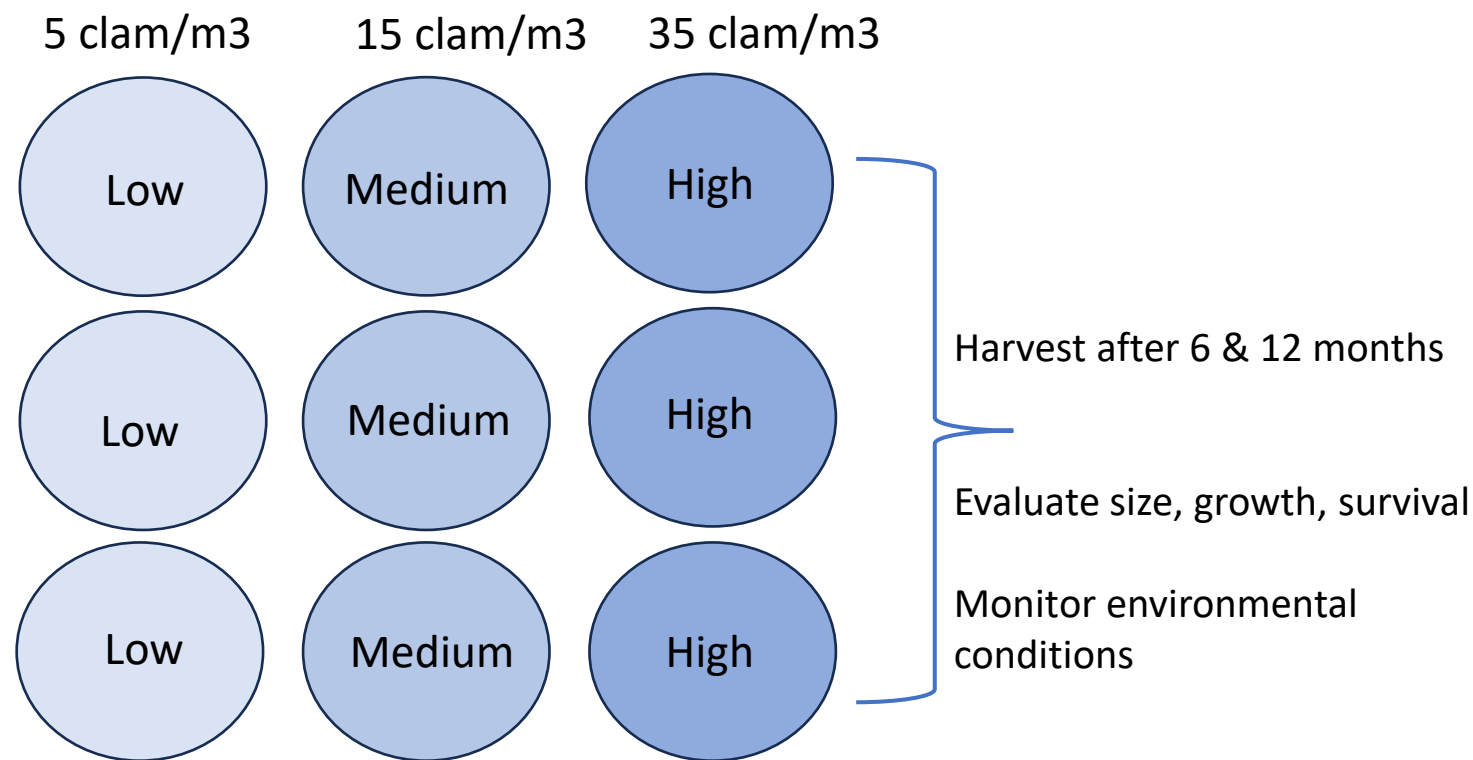 5 clam/m3 15 clam/m3 35 clam/m3
Low Medium High
Low Medium High
Low Medium High
Harvest after 6 & 12 months
Evaluate size, growth, survival
Monitor environmental
conditions